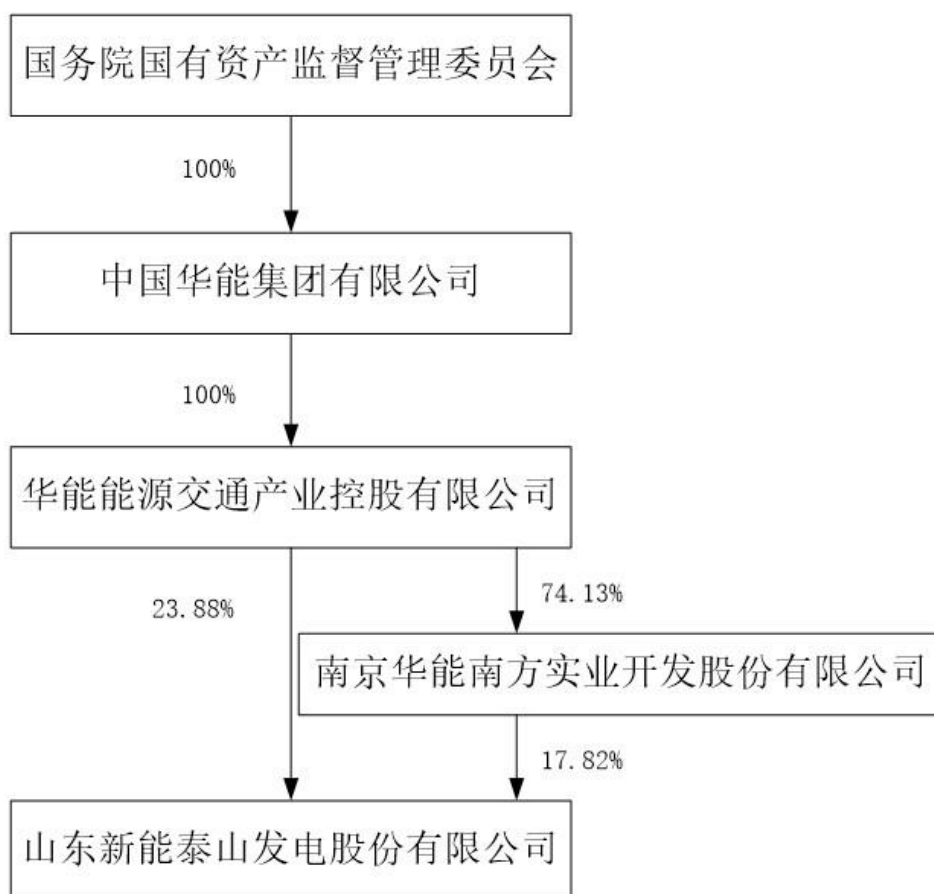 国务院国有资产监督管理委员会
100%
中国华能集团有限公司
100%
华能能源交通产业控股有限公司
23.88%
74.13%
南京华能南方实业开发股份有限公司
17.82%
山东新能泰山发电股份有限公司